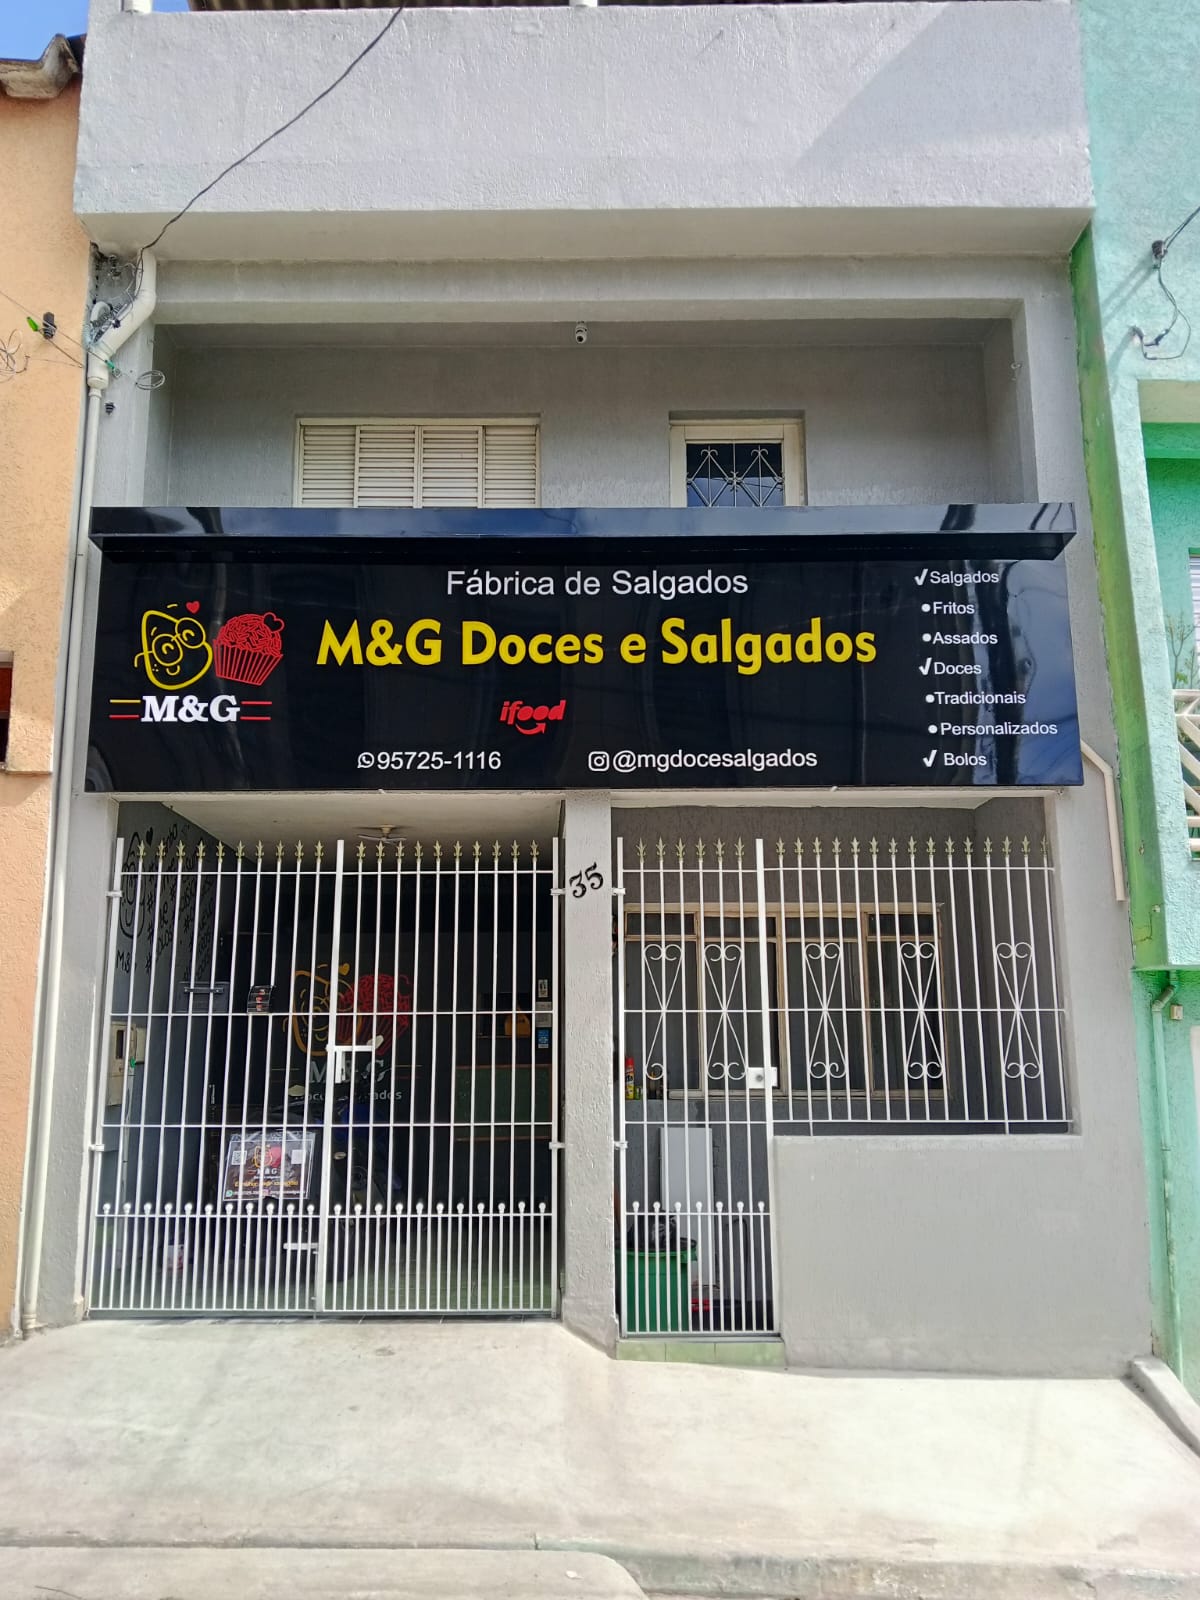 Fábrica de Salgados
M&G Doces e Salgados
M&G
ifood
95725-1116
@mgdocesalgados
✓Salgados
●Fritos
●Assados
✓Doces
●Tradicionais
●Personalizados
✓ Bolos
35
M&G
M&G